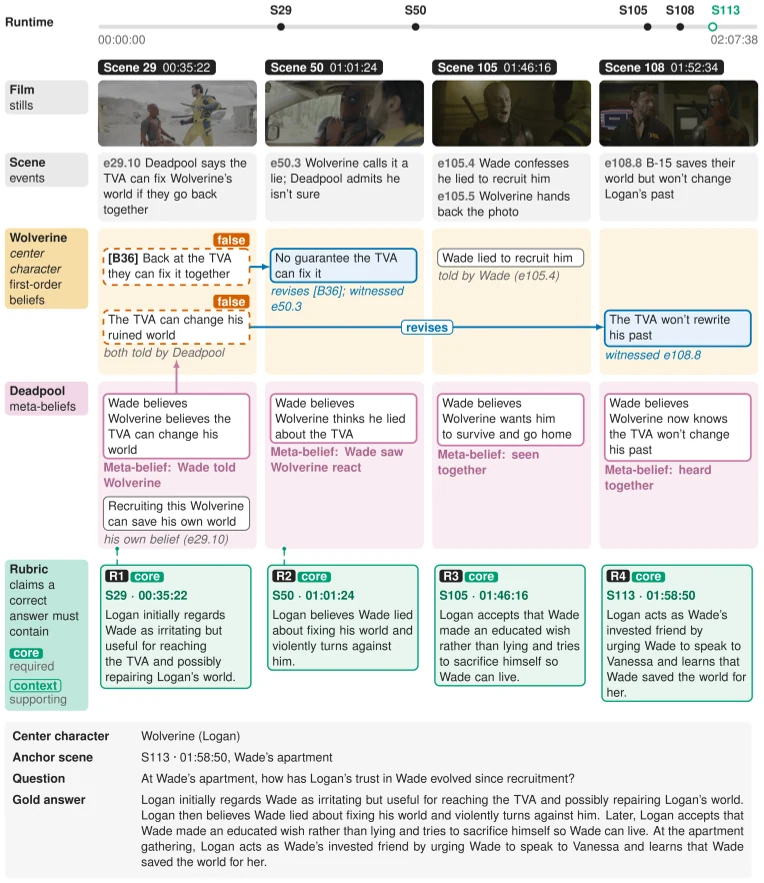 S29 S50 S105 S108 S113
Runtime
00:00:00 02:07:38
Scene 29 00:35:22
Scene 50 01:01:24
Scene 105 01:46:16
Scene 108 01:52:34
Film
stills
Scene
events
e29.10 Deadpool says the
TVA can fix Wolverine's
world if they go back
together
e50.3 Wolverine calls it a
lie; Deadpool admits he
isn't sure
e105.4 Wade confesses
he lied to recruit him
e105.5 Wolverine hands
back the photo
e108.8 B-15 saves their
world but won't change
Logan's past
Wolverine
center
character
first-order
beliefs
false
[B36] Back at the TVA
they can fix it together
false
The TVA can change his
ruined world
both told by Deadpool
No guarantee the TVA
can fix it
revises [B36]; witnessed
e50.3
Wade lied to recruit him
told by Wade (e105.4)
revises
The TVA won't rewrite
his past
witnessed e108.8
Deadpool
meta-beliefs
Wade believes
Wolverine believes the
TVA can change his
world
Meta-belief: Wade told
Wolverine
Recruiting this Wolverine
can save his own world
his own belief (e29.10)
Wade believes
Wolverine thinks he lied
about the TVA
Meta-belief: Wade saw
Wolverine react
Wade believes
Wolverine wants him
to survive and go home
Meta-belief: seen
together
Wade believes
Wolverine now knows
the TVA won't change
his past
Meta-belief: heard
together
Rubric
claims a
correct
answer must
contain
core
required
context
supporting
R1 core
S29 · 00:35:22
Logan initially regards
Wade as irritating but
useful for reaching
the TVA and possibly
repairing Logan's world.
R2 core
S50 · 01:01:24
Logan believes Wade lied
about fixing his world and
violently turns against
him.
R3 core
S105 · 01:46:16
Logan accepts that Wade
made an educated wish
rather than lying and tries
to sacrifice himself so
Wade can live.
R4 core
S113 · 01:58:50
Logan acts as Wade's
invested friend by
urging Wade to speak to
Vanessa and learns that
Wade saved the world for
her.
Center character Wolverine (Logan)
Anchor scene S113 · 01:58:50, Wade's apartment
Question At Wade's apartment, how has Logan's trust in Wade evolved since recruitment?
Gold answer Logan initially regards Wade as irritating but useful for reaching the TVA and possibly repairing Logan's world.
Logan then believes Wade lied about fixing his world and violently turns against him. Later, Logan accepts that
Wade made an educated wish rather than lying and tries to sacrifice himself so Wade can live. At the apartment
gathering, Logan acts as Wade's invested friend by urging Wade to speak to Vanessa and learns that Wade
saved the world for her.